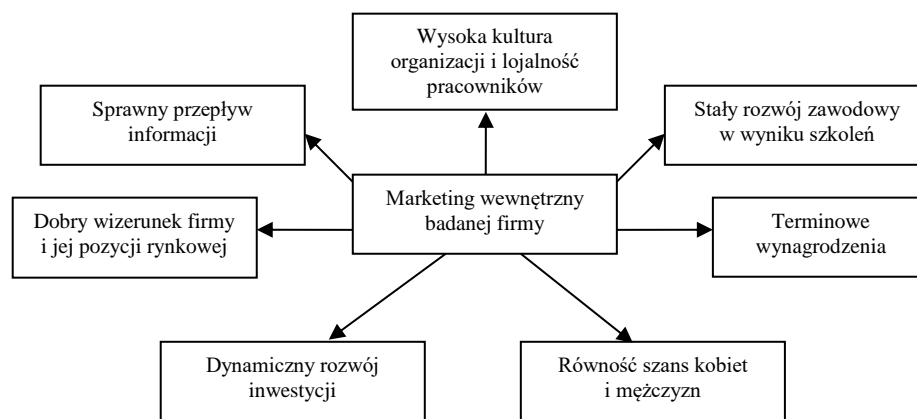 Wysoka kultura
organizacji i lojalność
pracowników
Sprawny przepływ
informacji
Stały rozwój zawodowy
w wyniku szkoleń
Marketing wewnętrzny
badanej firmy
Dobry wizerunek firmy
i jej pozycji rynkowej
Terminowe
wynagrodzenia
Dynamiczny rozwój
inwestycji
Równość szans kobiet
i mężczyzn